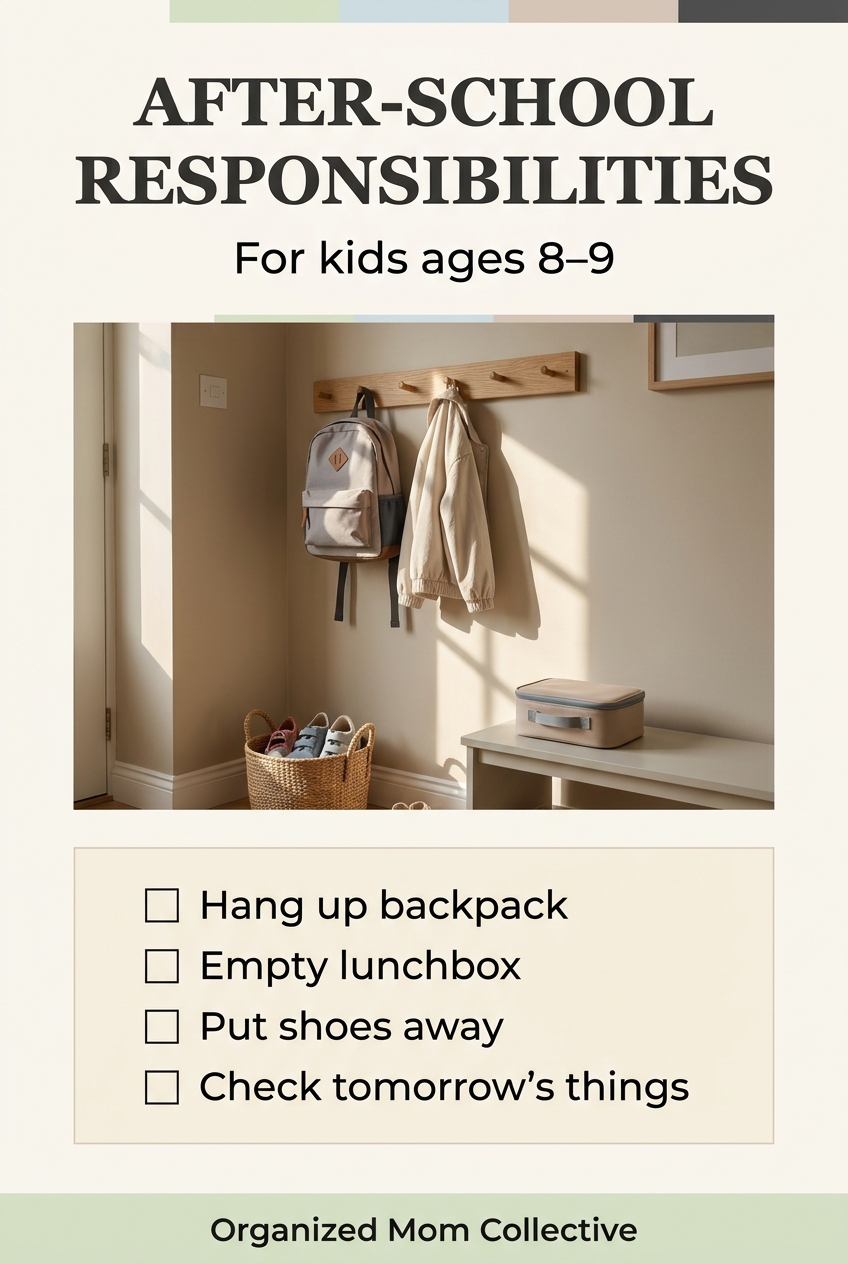 AFTER-SCHOOL
RESPONSIBILITIES
For kids ages 8–9
Hang up backpack
Empty lunchbox
Put shoes away
Check tomorrow’s things
Organized Mom Collective